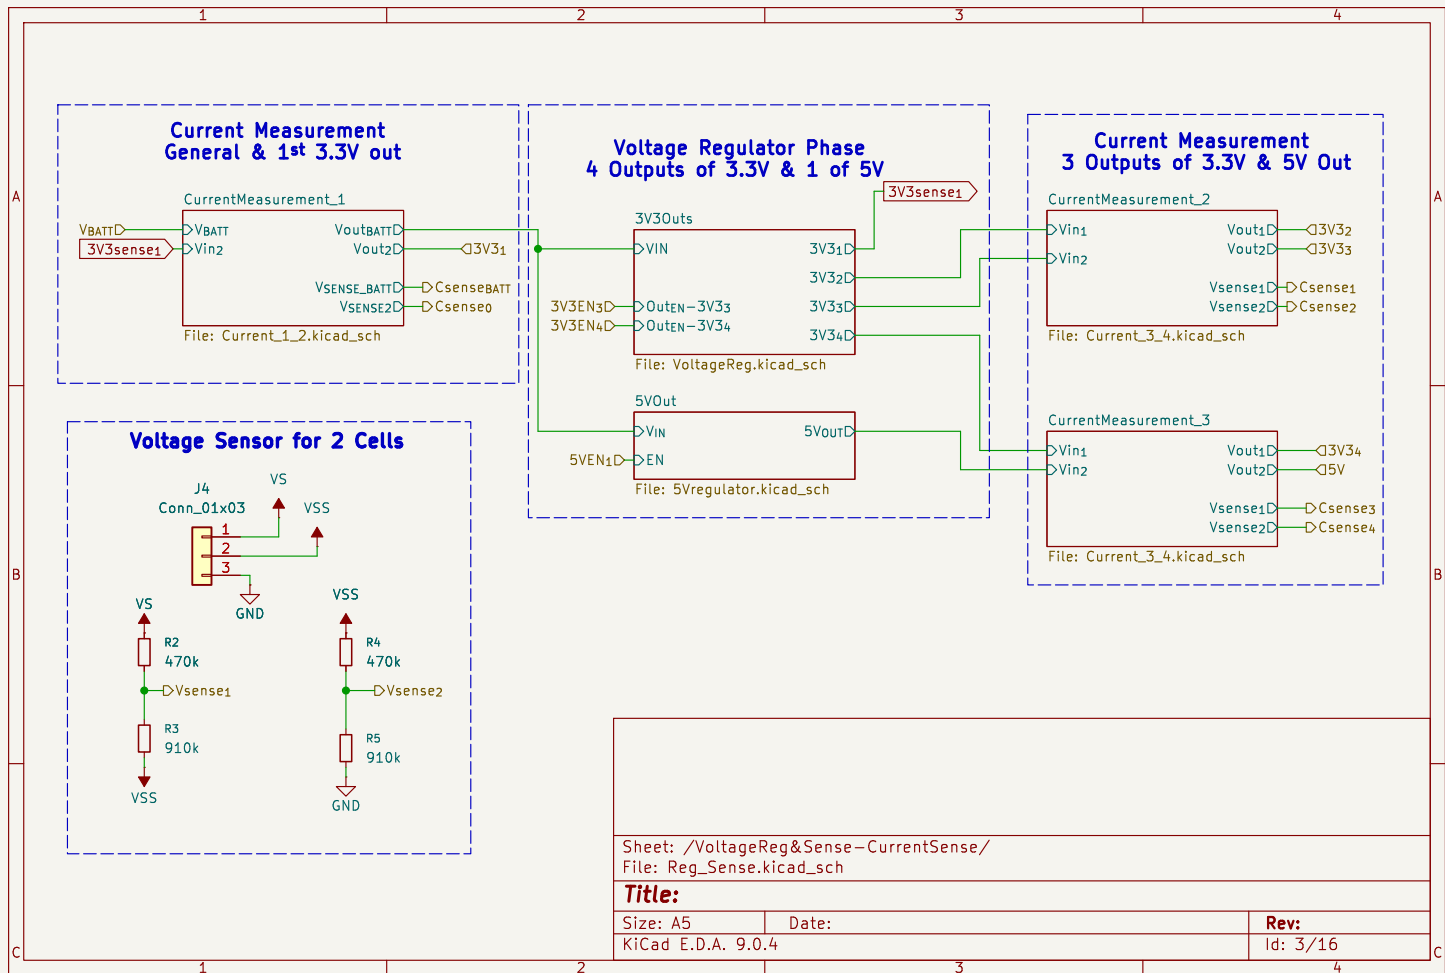 1 2 3 4
A A
B B
C C
1 2 3 4
Current Measurement
General & 1st 3.3V out
CurrentMeasurement_1
VBATT
3V3sense1
VBATT
Vin2
VoutBATT
Vout2
VSENSE_BATT
VSENSE2
3V31
CsenseBATT
Csense0
File: Current_1_2.kicad_sch
Voltage Regulator Phase
4 Outputs of 3.3V & 1 of 5V
3V3sense1
3V3Outs
VIN
3V3EN3
3V3EN4
OutEN-3V33
OutEN-3V34
3V31
3V32
3V33
3V34
File: VoltageReg.kicad_sch
5VOut
VIN
5VEN1
EN
5VOUT
File: 5Vregulator.kicad_sch
Current Measurement
3 Outputs of 3.3V & 5V Out
CurrentMeasurement_2
Vin1
Vin2
Vout1
Vout2
Vsense1
Vsense2
3V32
3V33
Csense1
Csense2
File: Current_3_4.kicad_sch
CurrentMeasurement_3
Vin1
Vin2
Vout1
Vout2
Vsense1
Vsense2
3V34
5V
Csense3
Csense4
File: Current_3_4.kicad_sch
Voltage Sensor for 2 Cells
J4
Conn_01x03
1
2
3
VS
VSS
GND
VS
R2
470k
Vsense1
R3
910k
VSS
VSS
R4
470k
Vsense2
R5
910k
GND
Sheet: /VoltageReg&Sense-CurrentSense/
File: Reg_Sense.kicad_sch
Title:
Size: A5 Date: Rev:
KiCad E.D.A. 9.0.4 Id: 3/16